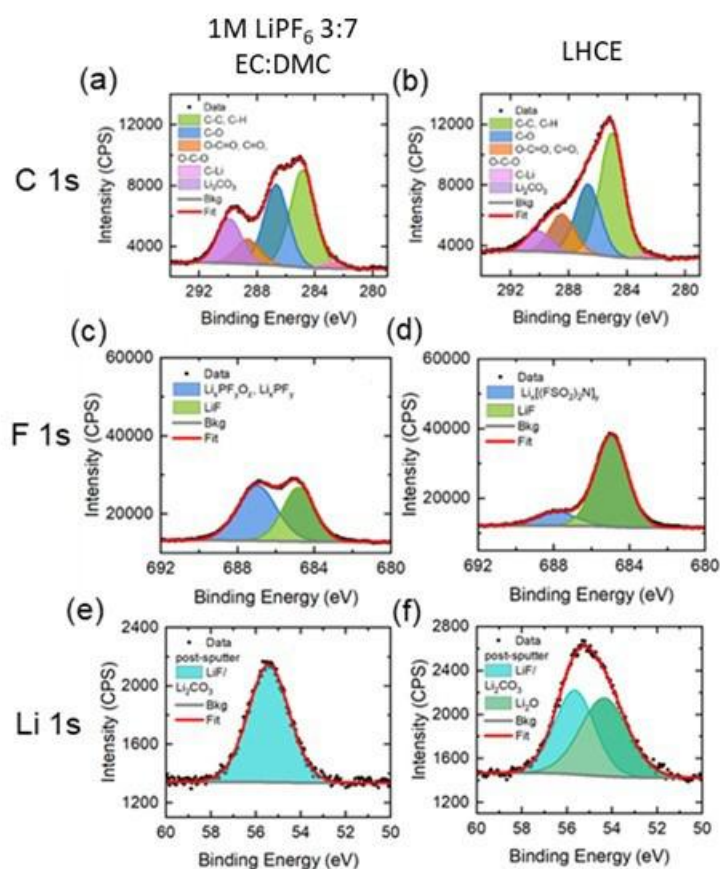 1M LiPF₆ 3:7
EC:DMC
LHCE
C 1s
F 1s
Li 1s
(a)
Data
C-C, C-H
C-O
O-C=O, C=O,
O-C-O
C-Li
Li₂CO₃
Bkg
Fit
12000
8000
4000
Intensity (CPS)
292 288 284 280
Binding Energy (eV)
(b)
Data
C-C, C-H
C-O
O-C=O, C=O,
O-C-O
C-Li
Li₂CO₃
Bkg
Fit
12000
8000
4000
Intensity (CPS)
292 288 284 280
Binding Energy (eV)
(c)
Data
LiₓPFᵧO𝓏, LiₓPFᵧ
LiF
Bkg
Fit
60000
40000
20000
Intensity (CPS)
692 688 684 680
Binding Energy (eV)
(d)
Data
Liₓ[(FSO₂)₂N]ᵧ
LiF
Bkg
Fit
60000
40000
20000
Intensity (CPS)
692 688 684 680
Binding Energy (eV)
(e)
Data
post-sputter
LiF/
Li₂CO₃
Bkg
Fit
2400
2100
1800
1500
1200
Intensity (CPS)
60 58 56 54 52 50
Binding Energy (eV)
(f)
Data
post-sputter
LiF/
Li₂CO₃
Li₂O
Bkg
Fit
2800
2400
2000
1600
1200
Intensity (CPS)
60 58 56 54 52 50
Binding Energy (eV)